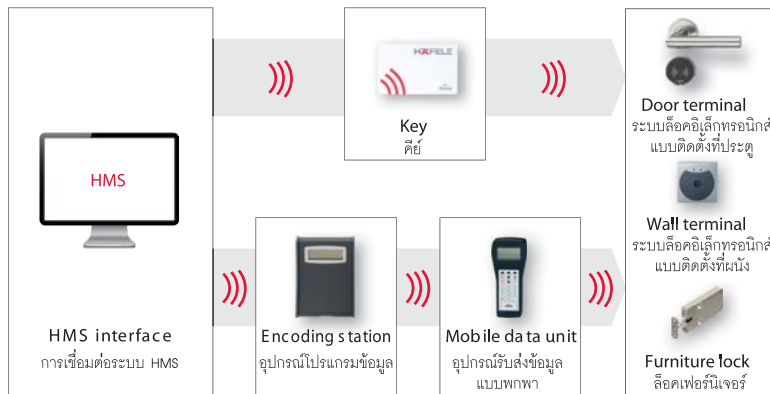 HÄFELE
Key
คีย์
HMS
HMS interface
การเชื่อมต่อระบบ HMS
Encoding station
อุปกรณ์โปรแกรมข้อมูล
Mobile data unit
อุปกรณ์รับส่งข้อมูล
แบบพกพา
Door terminal
ระบบล็อคอิเล็กทรอนิกส์
แบบติดตั้งที่ประตู
Wall terminal
ระบบล็อคอิเล็กทรอนิกส์
แบบติดตั้งที่ผนัง
Furniture lock
ล็อคเฟอร์นิเจอร์